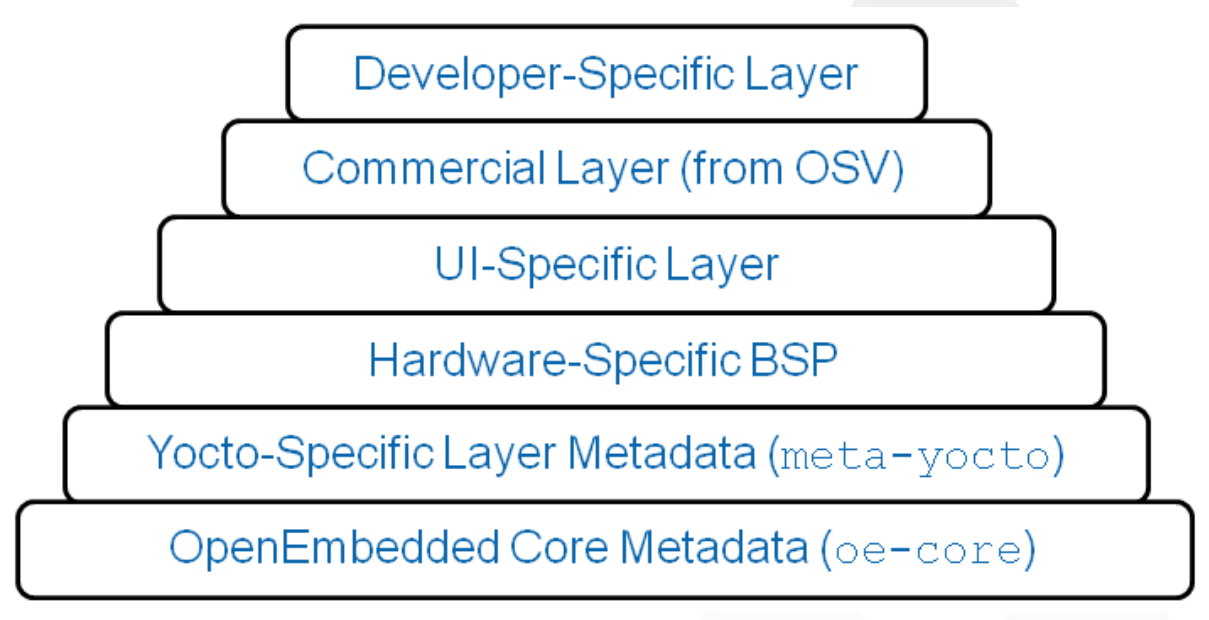 Developer-Specific Layer
Commercial Layer (from OSV)
UI-Specific Layer
Hardware-Specific BSP
Yocto-Specific Layer Metadata (meta-yocto)
OpenEmbedded Core Metadata (oe-core)